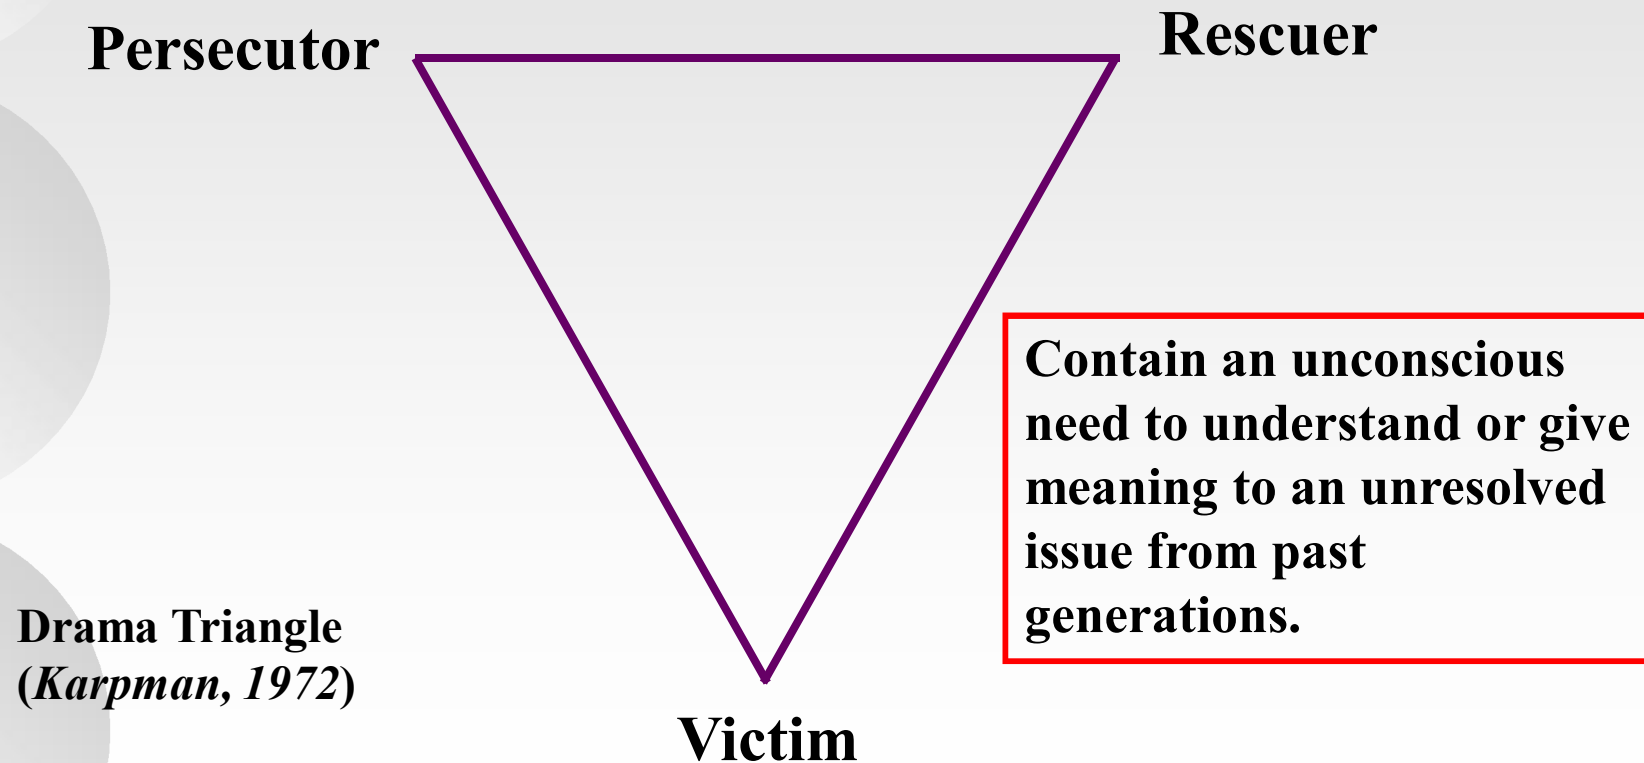 Persecutor
Rescuer
Contain an unconscious
need to understand or give
meaning to an unresolved
issue from past
generations.
Drama Triangle
(Karpman, 1972)
Victim